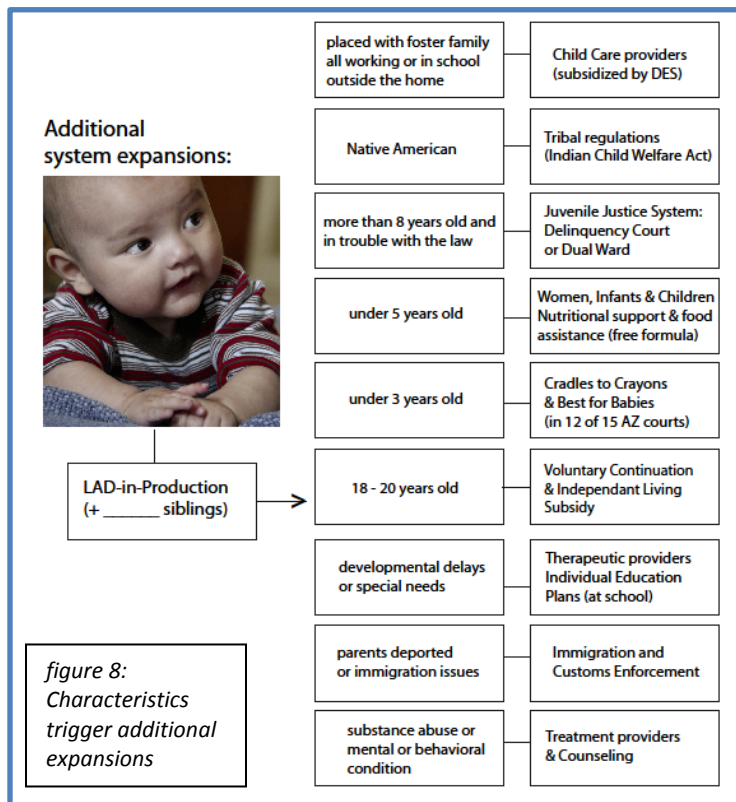 Additional
system expansions:
LAD-in-Production
(+ ______ siblings)
placed with foster family
all working or in school
outside the home
Child Care providers
(subsidized by DES)
Native American
Tribal regulations
(Indian Child Welfare Act)
more than 8 years old and
in trouble with the law
Juvenile Justice System:
Delinquency Court
or Dual Ward
under 5 years old
Women, Infants & Children
Nutritional support & food
assistance (free formula)
under 3 years old
Cradles to Crayons
& Best for Babies
(in 12 of 15 AZ courts)
18 - 20 years old
Voluntary Continuation
& Independant Living
Subsidy
developmental delays
or special needs
Therapeutic providers
Individual Education
Plans (at school)
parents deported
or immigration issues
Immigration and
Customs Enforcement
substance abuse or
mental or behavioral
condition
Treatment providers
& Counseling
figure 8:
Characteristics
trigger additional
expansions